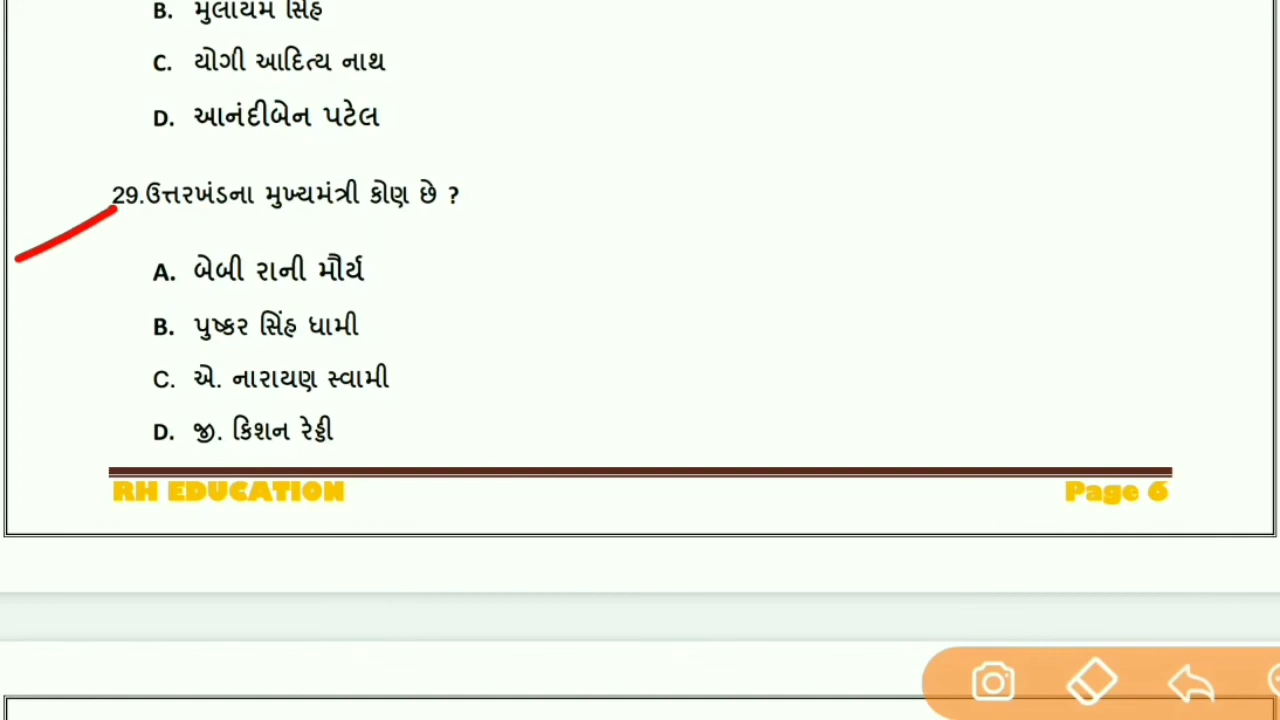 B. મુલાયમ સિંહ
C. યોગી આદિત્ય નાથ
D. આનંદીબેન પટેલ
29.ઉત્તરખંડના મુખ્યમંત્રી કોણ છે ?
A. બેબી રાની મૌર્ય
B. પુષ્કર સિંહ ધામી
C. એ. નારાયણ સ્વામી
D. જી. કિશન રેડ્ડી
RH EDUCATION Page 6